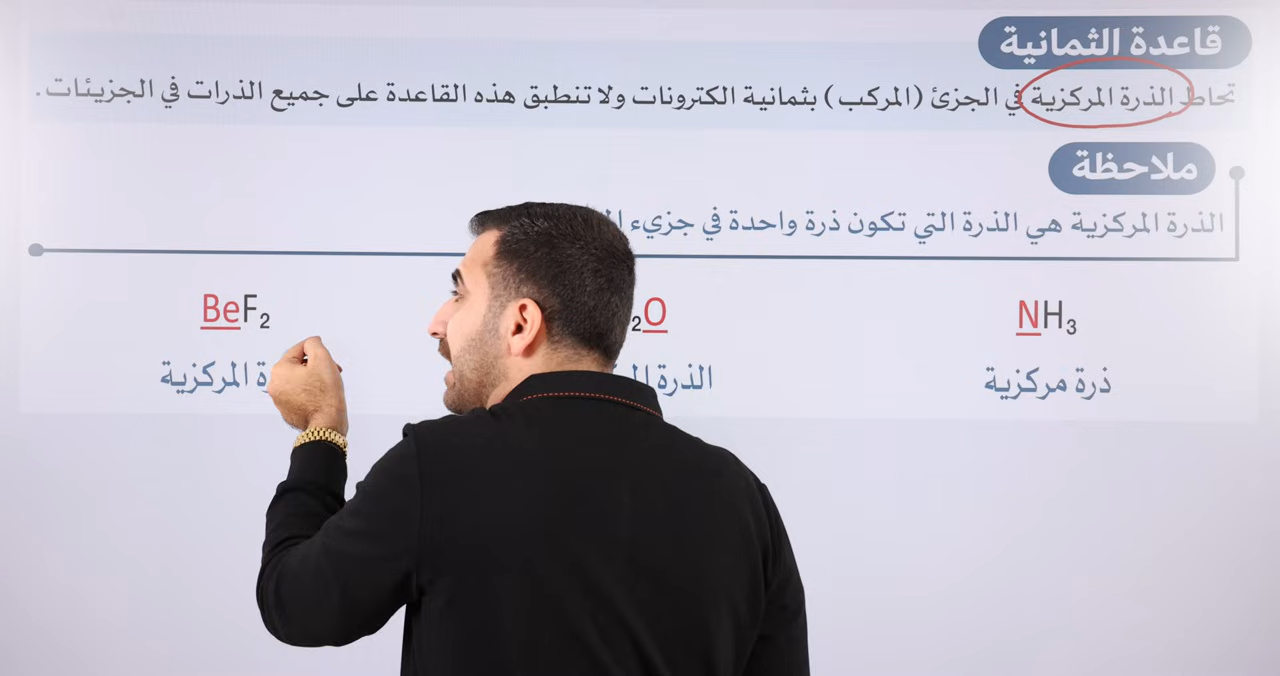 قاعدة الثمانية
تحاط الذرة المركزية في الجزئ (المركب) بثمانية الكترونات ولا تنطبق هذه القاعدة على جميع الذرات في الجزيئات.
ملاحظة
الذرة المركزية هي الذرة التي تكون ذرة واحدة في جزيء
NH₃ ₂O BeF₂
ذرة مركزية الذرة المركزية